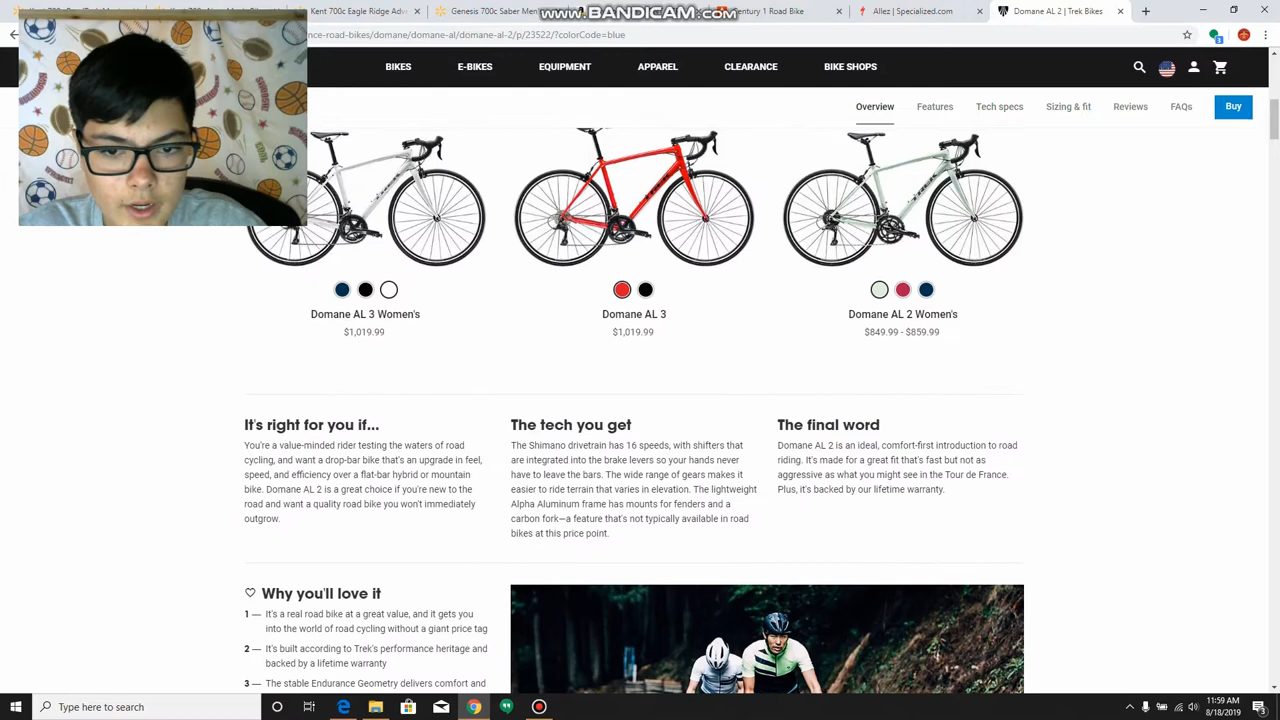 Kent 700c Eagle Ridge Adv
Genesis 700c Saber Men
www.BANDICAM.com
entury 1 Road Bike
Allez | Specialized.com
Domane AL 2 | Trek Bikes
nce-road-bikes/domane/domane-al/domane-al-2/p/23522/?colorCode=blue
BIKES E-BIKES EQUIPMENT APPAREL CLEARANCE BIKE SHOPS
Overview Features Tech specs Sizing & fit Reviews FAQs Buy
Domane AL 3 Women's
$1,019.99
Domane AL 3
$1,019.99
Domane AL 2 Women's
$849.99 - $859.99
It's right for you if...
You're a value-minded rider testing the waters of road
cycling, and want a drop-bar bike that's an upgrade in feel,
speed, and efficiency over a flat-bar hybrid or mountain
bike. Domane AL 2 is a great choice if you're new to the
road and want a quality road bike you won't immediately
outgrow.
The tech you get
The Shimano drivetrain has 16 speeds, with shifters that
are integrated into the brake levers so your hands never
have to leave the bars. The wide range of gears makes it
easier to ride terrain that varies in elevation. The lightweight
Alpha Aluminum frame has mounts for fenders and a
carbon fork—a feature that's not typically available in road
bikes at this price point.
The final word
Domane AL 2 is an ideal, comfort-first introduction to road
riding. It's made for a great fit that's fast but not as
aggressive as what you might see in the Tour de France.
Plus, it's backed by our lifetime warranty.
Why you'll love it
1 — It's a real road bike at a great value, and it gets you
into the world of road cycling without a giant price tag
2 — It's built according to Trek's performance heritage and
backed by a lifetime warranty
3 — The stable Endurance Geometry delivers comfort and
Type here to search
11:59 AM
8/18/2019